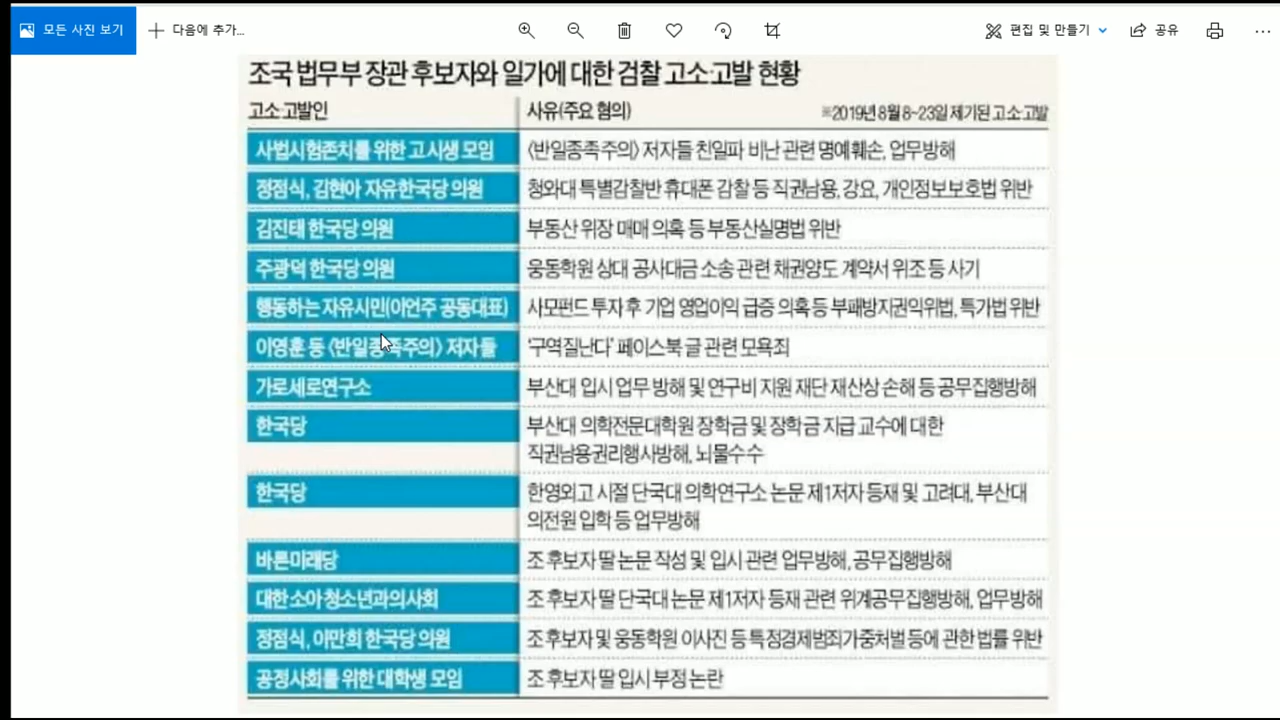 모든 사진 보기
다음에 추가...
편집 및 만들기
공유
조국 법무부 장관 후보자와 일가에 대한 검찰 고소·고발 현황
고소·고발인 사유(주요 혐의) ※2019년 8월 8~23일 제기된 고소·고발
사법시험존치를 위한 고시생 모임 〈반일종족주의〉 저자들 친일파 비난 관련 명예훼손, 업무방해
정점식, 김현아 자유한국당 의원 청와대 특별감찰반 휴대폰 감찰 등 직권남용, 강요, 개인정보보호법 위반
김진태 한국당 의원 부동산 위장 매매 의혹 등 부동산실명법 위반
주광덕 한국당 의원 웅동학원 상대 공사대금 소송 관련 채권양도 계약서 위조 등 사기
행동하는 자유시민(이언주 공동대표) 사모펀드 투자 후 기업 영업이익 급증 의혹 등 부패방지권익위법, 특가법 위반
이영훈 등 〈반일종족주의〉 저자들 '구역질난다' 페이스북 글 관련 모욕죄
가로세로연구소 부산대 입시 업무 방해 및 연구비 지원 재단 재산상 손해 등 공무집행방해
한국당 부산대 의학전문대학원 장학금 및 장학금 지급 교수에 대한
직권남용권리행사방해, 뇌물수수
한국당 한영외고 시절 단국대 의학연구소 논문 제1저자 등재 및 고려대, 부산대
의전원 입학 등 업무방해
바른미래당 조 후보자 딸 논문 작성 및 입시 관련 업무방해, 공무집행방해
대한소아청소년과의사회 조 후보자 딸 단국대 논문 제1저자 등재 관련 위계공무집행방해, 업무방해
정점식, 이만희 한국당 의원 조 후보자 및 웅동학원 이사진 등 특정경제범죄가중처벌 등에 관한 법률 위반
공정사회를 위한 대학생 모임 조 후보자 딸 입시 부정 논란